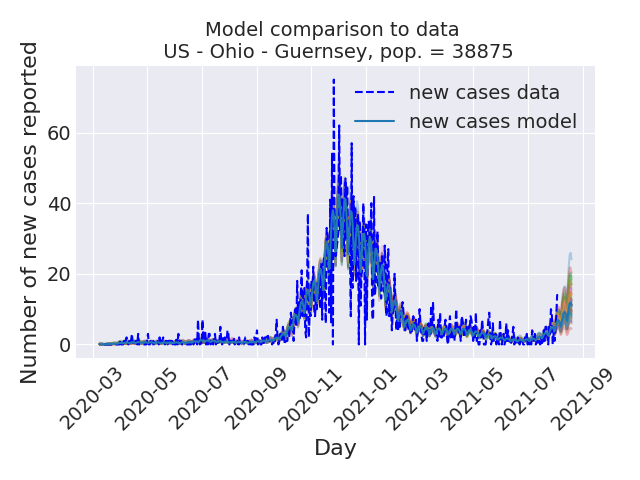 Model comparison to data
US - Ohio - Guernsey, pop. = 38875
new cases data
new cases model
Number of new cases reported
60
40
20
0
2020-03
2020-05
2020-07
2020-09
2020-11
2021-01
2021-03
2021-05
2021-07
2021-09
Day